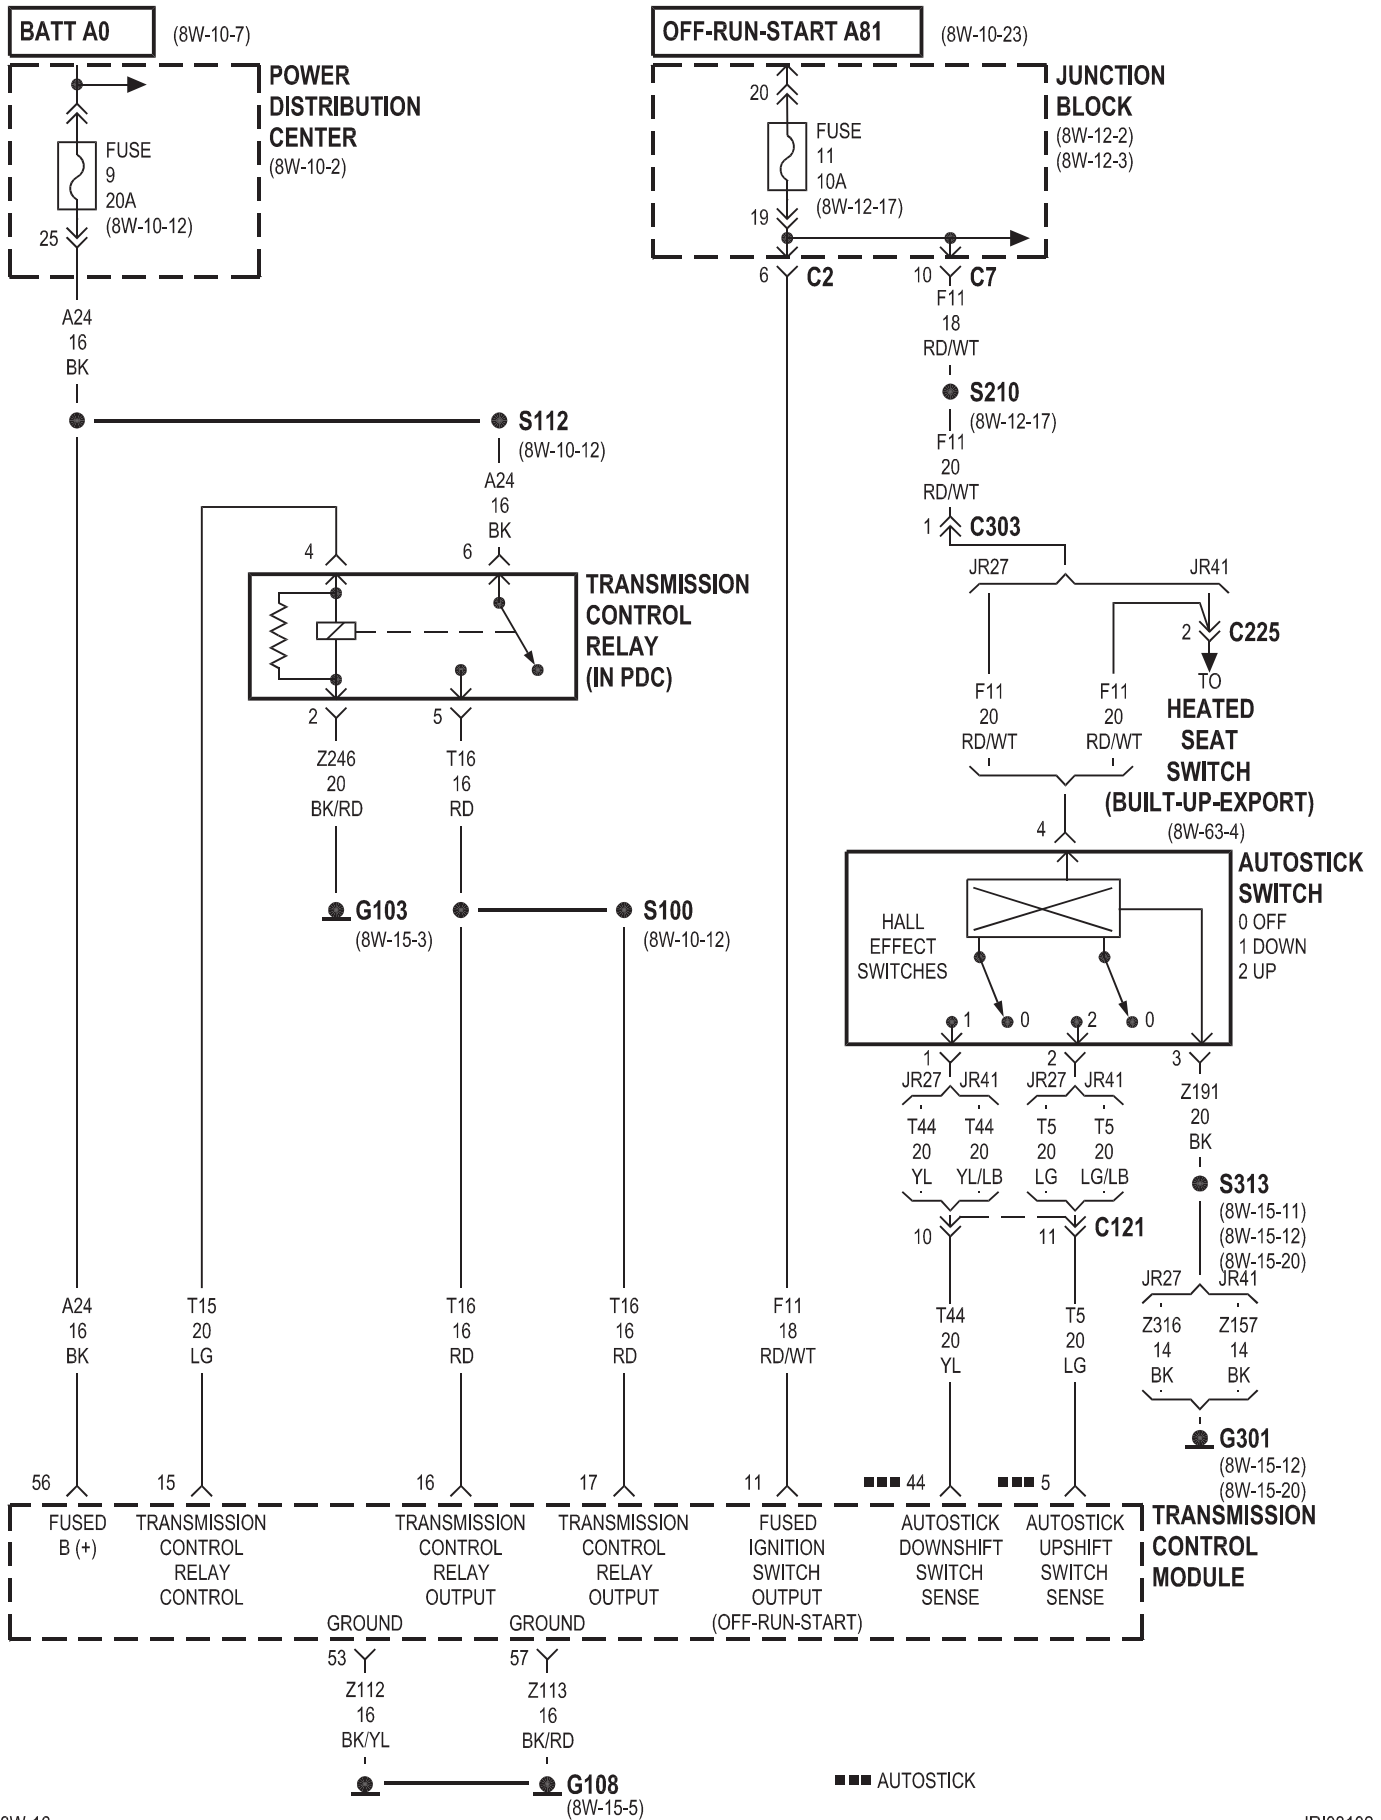 BATT A0
(8W-10-7)
OFF-RUN-START A81
(8W-10-23)
POWER
DISTRIBUTION
CENTER
(8W-10-2)
FUSE
9
20A
(8W-10-12)
25
JUNCTION
BLOCK
(8W-12-2)
(8W-12-3)
20
FUSE
11
10A
(8W-12-17)
19
6
C2
10
C7
A24
16
BK
F11
18
RD/WT
S210
(8W-12-17)
S112
(8W-10-12)
F11
20
RD/WT
A24
16
BK
1
C303
4
6
TRANSMISSION
CONTROL
RELAY
(IN PDC)
JR27
JR41
2
C225
TO
HEATED
SEAT
SWITCH
(BUILT-UP-EXPORT)
(8W-63-4)
F11
20
RD/WT
F11
20
RD/WT
2
5
Z246
20
BK/RD
T16
16
RD
G103
(8W-15-3)
S100
(8W-10-12)
4
AUTOSTICK
SWITCH
0 OFF
1 DOWN
2 UP
HALL
EFFECT
SWITCHES
1
0
2
0
1
2
3
JR27
JR41
JR27
JR41
T44
20
YL
T44
20
YL/LB
T5
20
LG
T5
20
LG/LB
Z191
20
BK
S313
(8W-15-11)
(8W-15-12)
(8W-15-20)
10
11
C121
JR27
JR41
A24
16
BK
T15
20
LG
T16
16
RD
T16
16
RD
F11
18
RD/WT
T44
20
YL
T5
20
LG
Z316
14
BK
Z157
14
BK
G301
(8W-15-12)
(8W-15-20)
56
15
16
17
11
44
5
FUSED
B (+)
TRANSMISSION
CONTROL
RELAY
CONTROL
TRANSMISSION
CONTROL
RELAY
OUTPUT
TRANSMISSION
CONTROL
RELAY
OUTPUT
FUSED
IGNITION
SWITCH
OUTPUT
(OFF-RUN-START)
AUTOSTICK
DOWNSHIFT
SWITCH
SENSE
AUTOSTICK
UPSHIFT
SWITCH
SENSE
TRANSMISSION
CONTROL
MODULE
GROUND
GROUND
53
57
Z112
16
BK/YL
Z113
16
BK/RD
G108
(8W-15-5)
AUTOSTICK